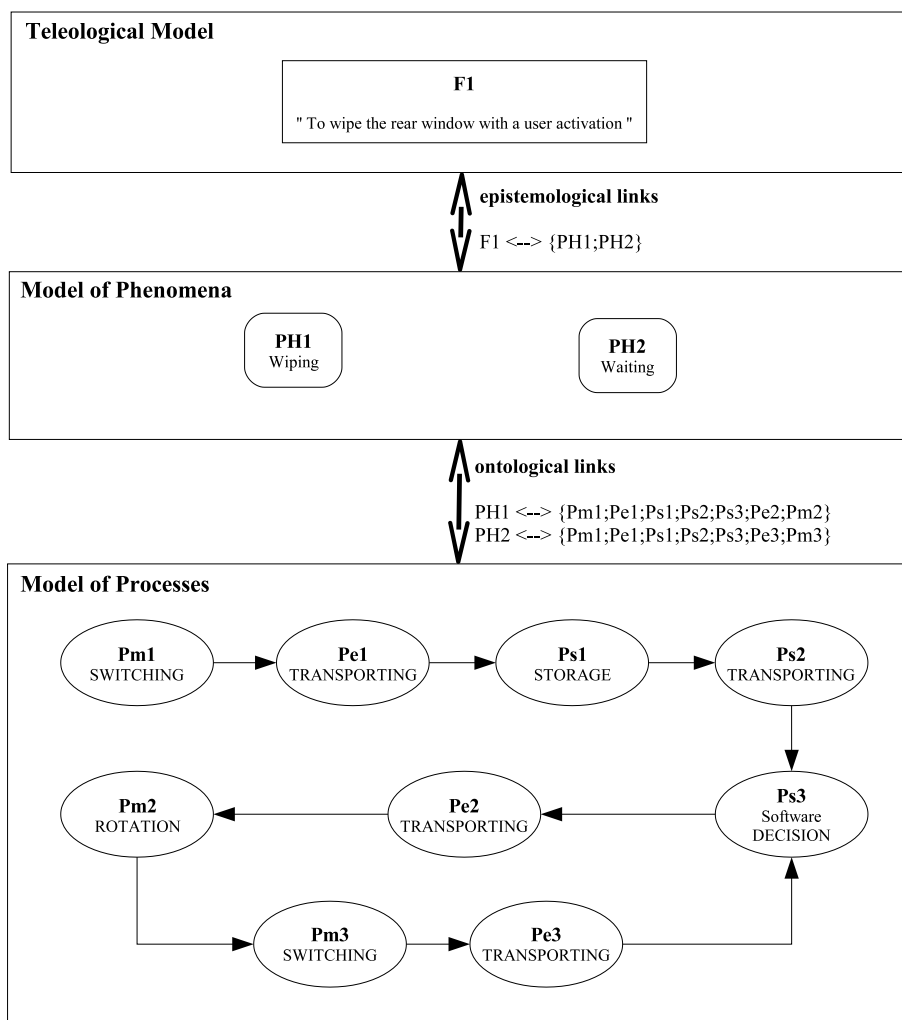 Teleological Model
F1
" To wipe the rear window with a user activation "
epistemological links
F1 <--> {PH1;PH2}
Model of Phenomena
PH1
Wiping
PH2
Waiting
ontological links
PH1 <--> {Pm1;Pe1;Ps1;Ps2;Ps3;Pe2;Pm2}
PH2 <--> {Pm1;Pe1;Ps1;Ps2;Ps3;Pe3;Pm3}
Model of Processes
Pm1
SWITCHING
Pe1
TRANSPORTING
Ps1
STORAGE
Ps2
TRANSPORTING
Pm2
ROTATION
Pe2
TRANSPORTING
Ps3
Software
DECISION
Pm3
SWITCHING
Pe3
TRANSPORTING